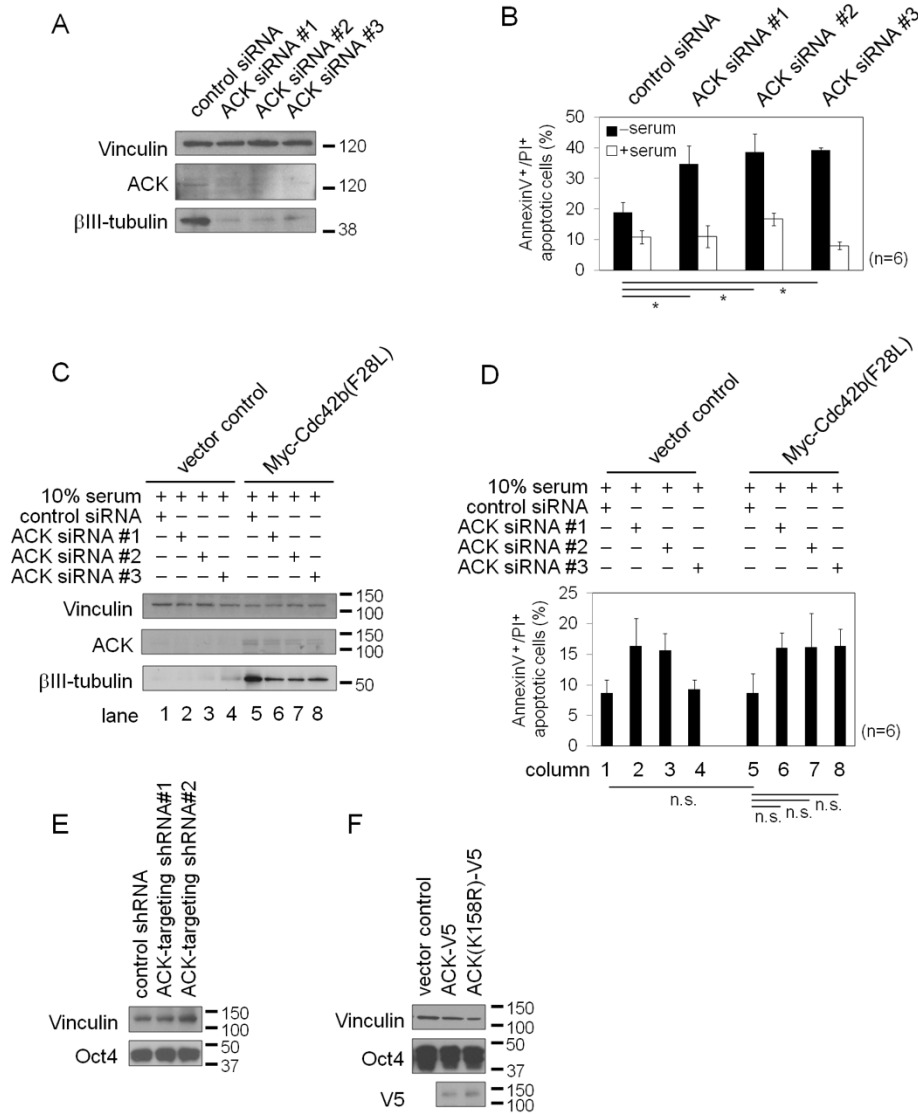 A
control siRNA
ACK siRNA #1
ACK siRNA #2
ACK siRNA #3
Vinculin
120
ACK
120
βIII-tubulin
38
B
control siRNA
ACK siRNA #1
ACK siRNA #2
ACK siRNA #3
AnnexinV+/PI+
apoptotic cells (%)
50
40
30
20
10
0
–serum
+serum
(n=6)
* * *
C
vector control
Myc-Cdc42b(F28L)
10% serum + + + + + + + +
control siRNA + – – – + – – –
ACK siRNA #1 – + – – – + – –
ACK siRNA #2 – – + – – – + –
ACK siRNA #3 – – – + – – – +
Vinculin
150
100
ACK
150
100
βIII-tubulin
50
lane 1 2 3 4 5 6 7 8
D
vector control
Myc-Cdc42b(F28L)
10% serum + + + + + + + +
control siRNA + – – – + – – –
ACK siRNA #1 – + – – – + – –
ACK siRNA #2 – – + – – – + –
ACK siRNA #3 – – – + – – – +
AnnexinV+/PI+
apoptotic cells (%)
25
20
15
10
5
0
(n=6)
column 1 2 3 4 5 6 7 8
n.s.
n.s. n.s. n.s.
E
control shRNA
ACK-targeting shRNA#1
ACK-targeting shRNA#2
Vinculin
150
100
Oct4
50
37
F
vector control
ACK-V5
ACK(K158R)-V5
Vinculin
150
100
Oct4
50
37
V5
150
100